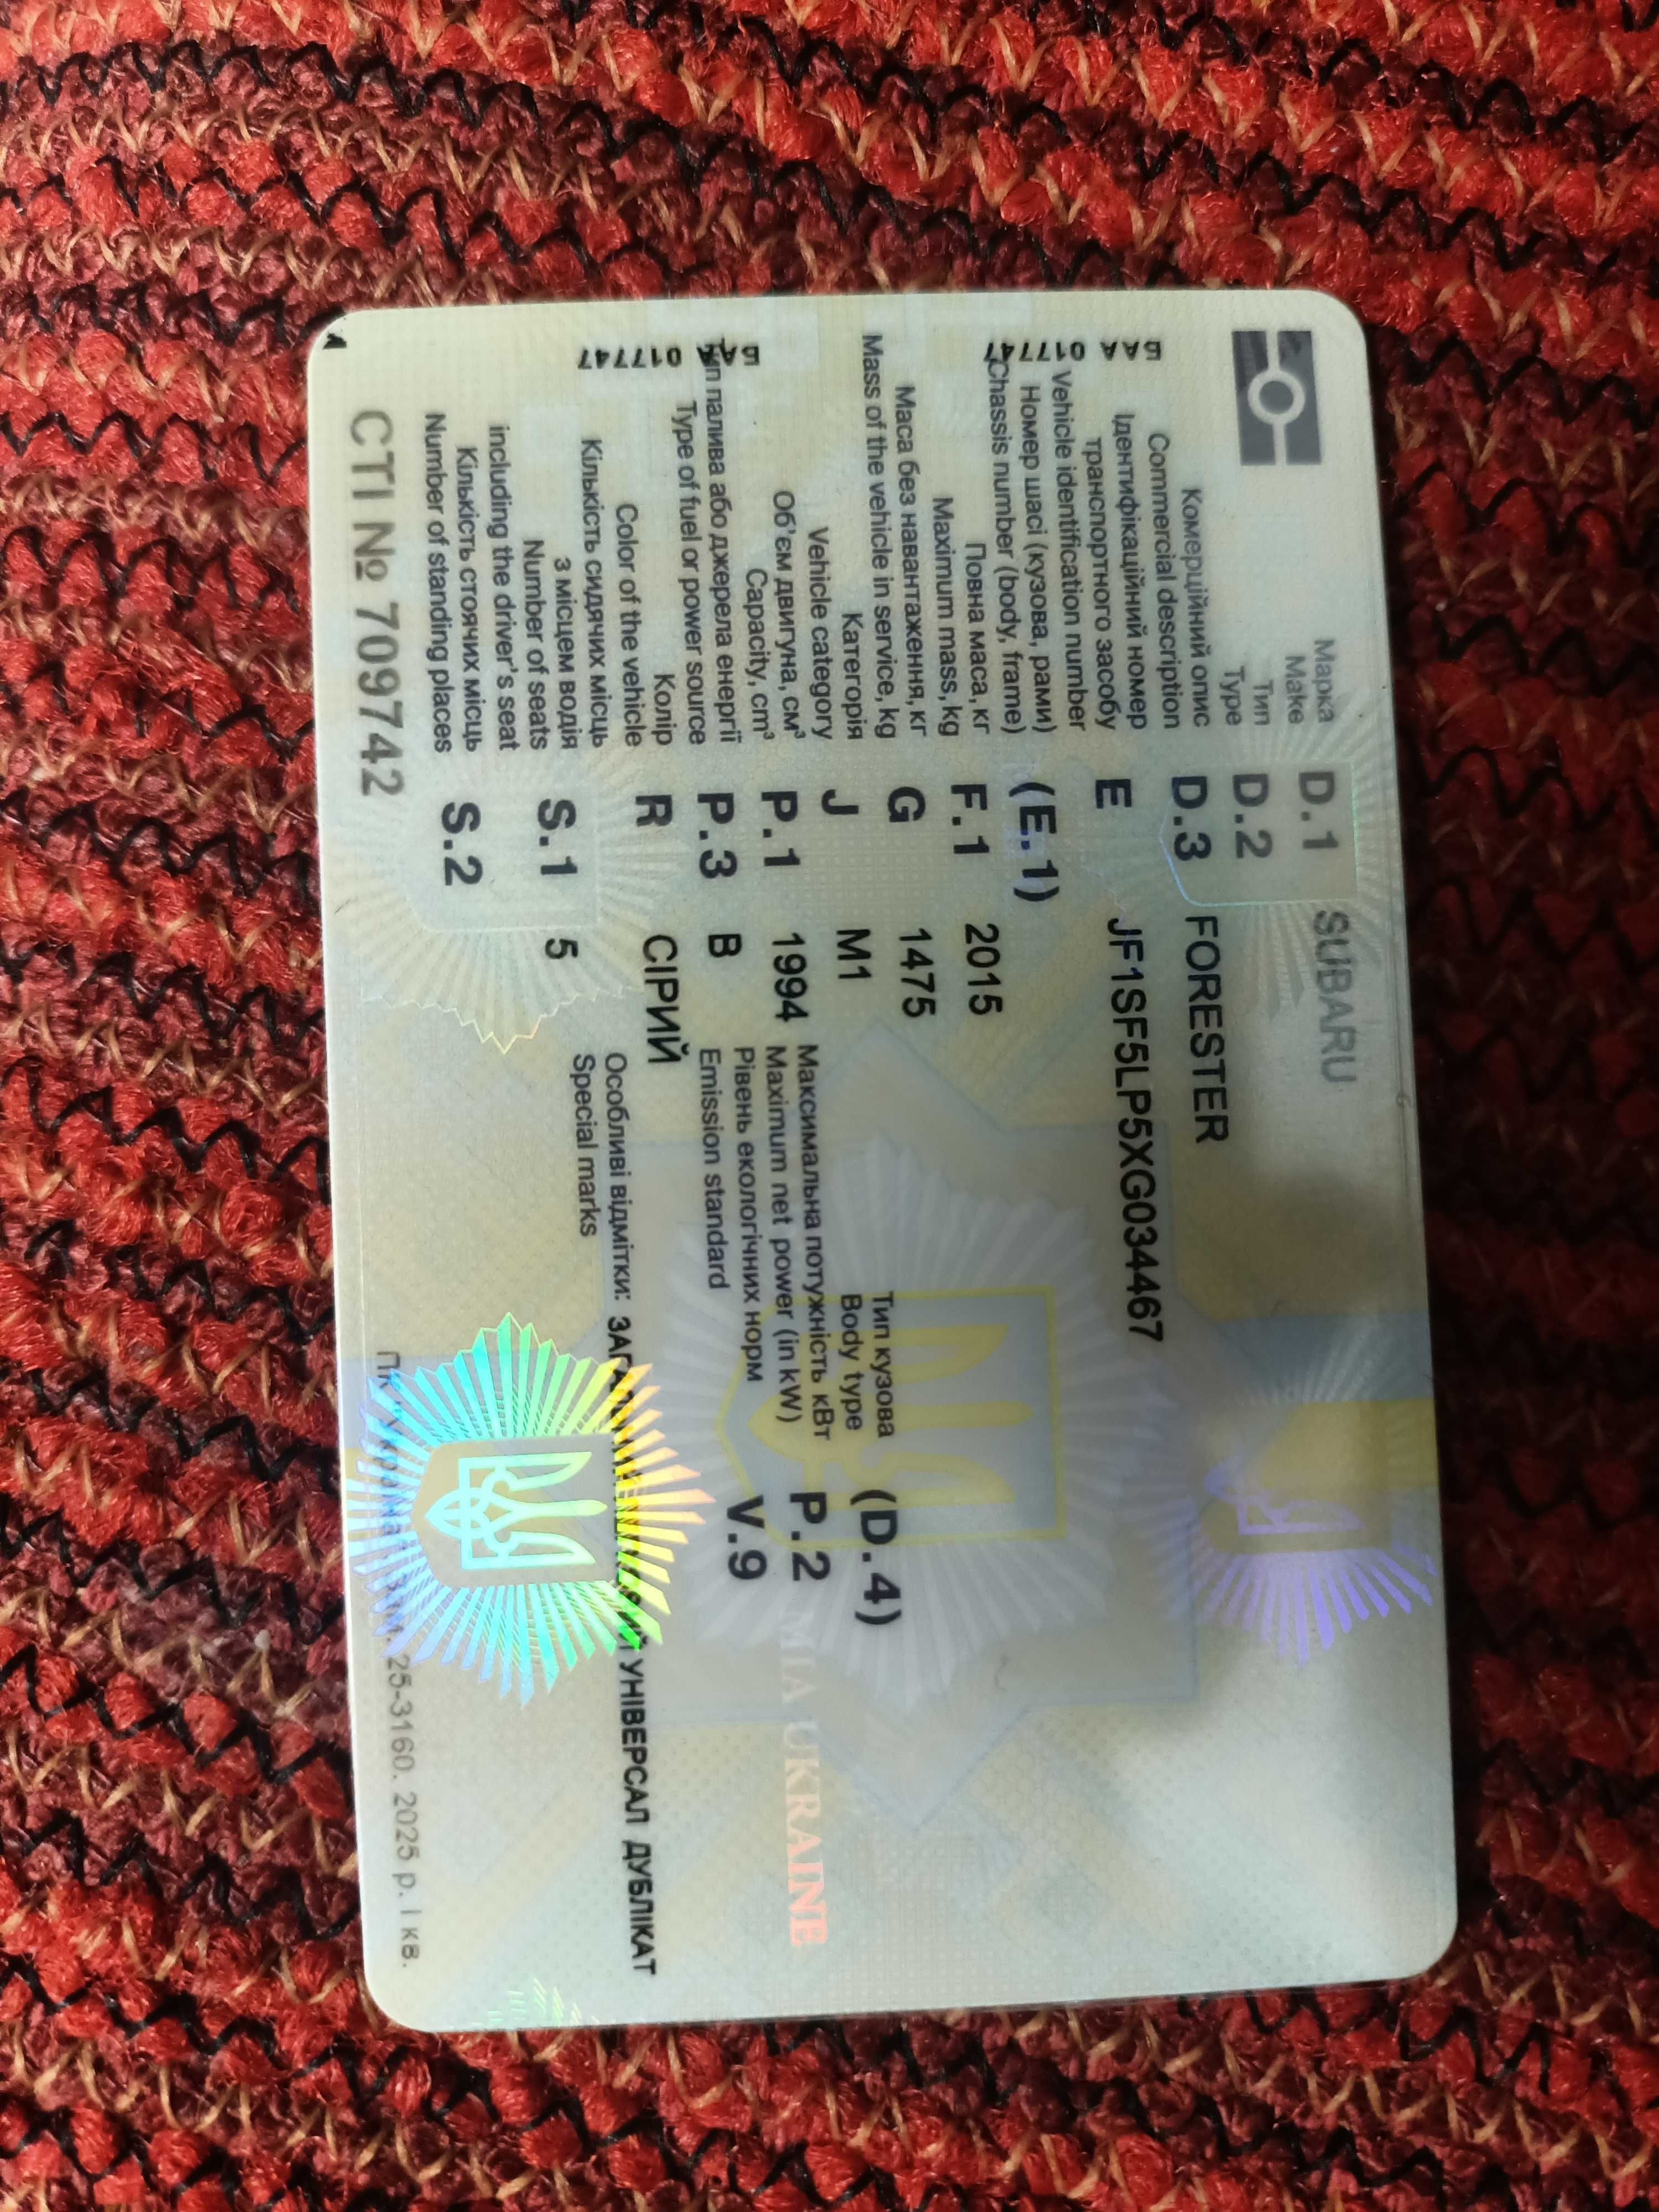 Марка
Make D.1 SUBARU
Тип
Type D.2
Комерційний опис
Commercial description D.3 FORESTER
Ідентифікаційний номер
транспортного засобу
Vehicle identification number E JF1SF5LP5XG034467
БАА 017747
Номер шасі (кузова, рами)
Chassis number (body, frame) (E.1)
Повна маса, кг
Maximum mass, kg F.1 2015
Маса без навантаження, кг
Mass of the vehicle in service, kg G 1475
Категорія
Vehicle category J M1
Тип кузова
Body type (D.4)
Об'єм двигуна, см³
Capacity, cm³ P.1 1994
Максимальна потужність кВт
Maximum net power (in kW) P.2
MIA UKRAINE
БАА 017747
палива або джерела енергії
Type of fuel or power source P.3 B
Рівень екологічних норм
Emission standard V.9
Колір
Color of the vehicle R СІРИЙ
Кількість сидячих місць
з місцем водія
Number of seats
including the driver's seat S.1 5
Особливі відмітки: УНІВЕРСАЛ ДУБЛІКАТ
Special marks
Кількість стоячих місць
Number of standing places S.2
СТІ № 709742
25-3160. 2025 р. І кв.